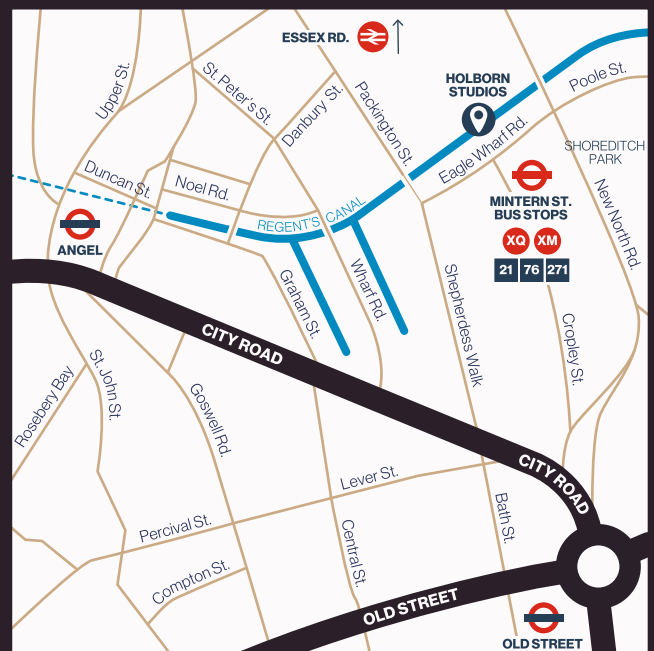 ESSEX RD.
Upper St.
St. Peter's St.
Danbury St.
Packington St.
HOLBORN
STUDIOS
Poole St.
Eagle Wharf Rd.
SHOREDITCH
PARK
Duncan St.
Noel Rd.
MINTERN ST.
BUS STOPS
XQ XM
21 76 271
New North Rd.
REGENT'S CANAL
ANGEL
Graham St.
Wharf Rd.
Shepherdess Walk
Cropley St.
CITY ROAD
Rosebery Bay
St. John St.
Goswell Rd.
Lever St.
CITY ROAD
Percival St.
Bath St.
Central St.
Compton St.
OLD STREET
OLD STREET